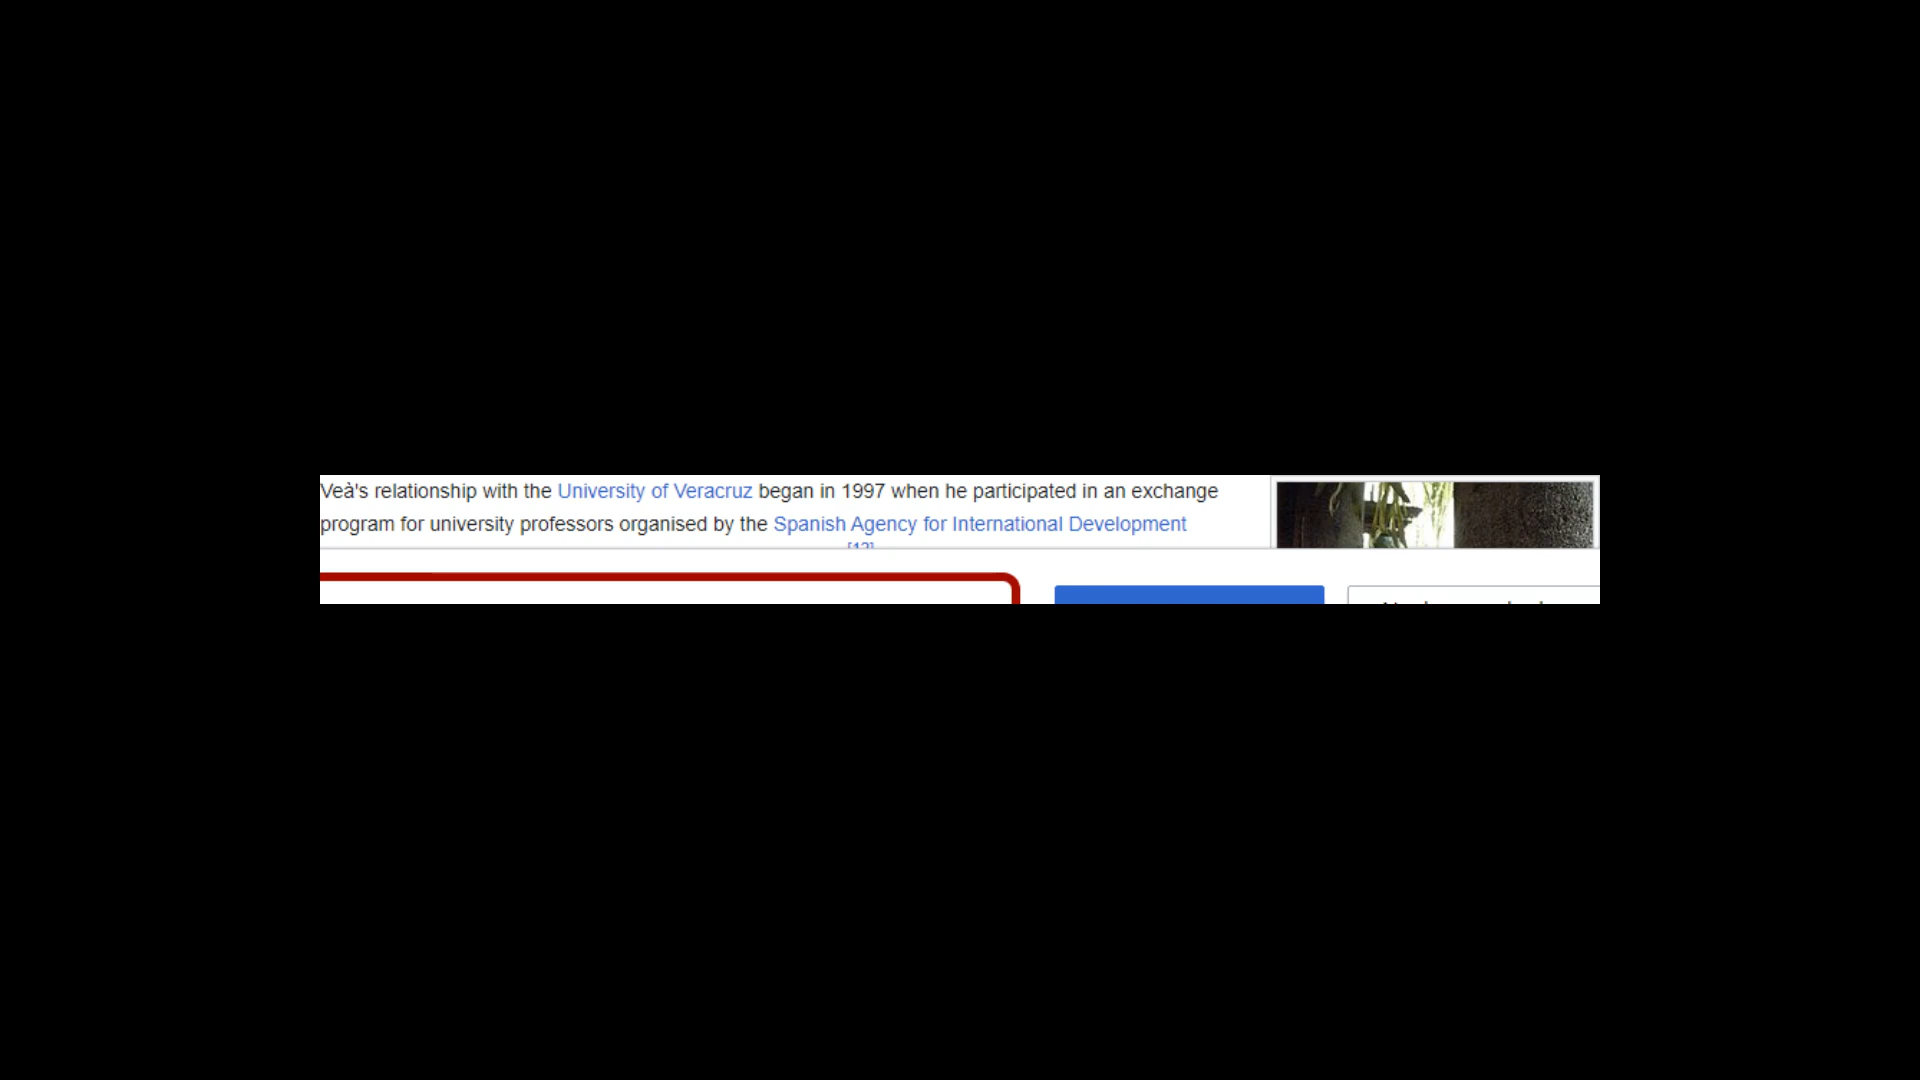 Veà's relationship with the University of Veracruz began in 1997 when he participated in an exchange
program for university professors organised by the Spanish Agency for International Development